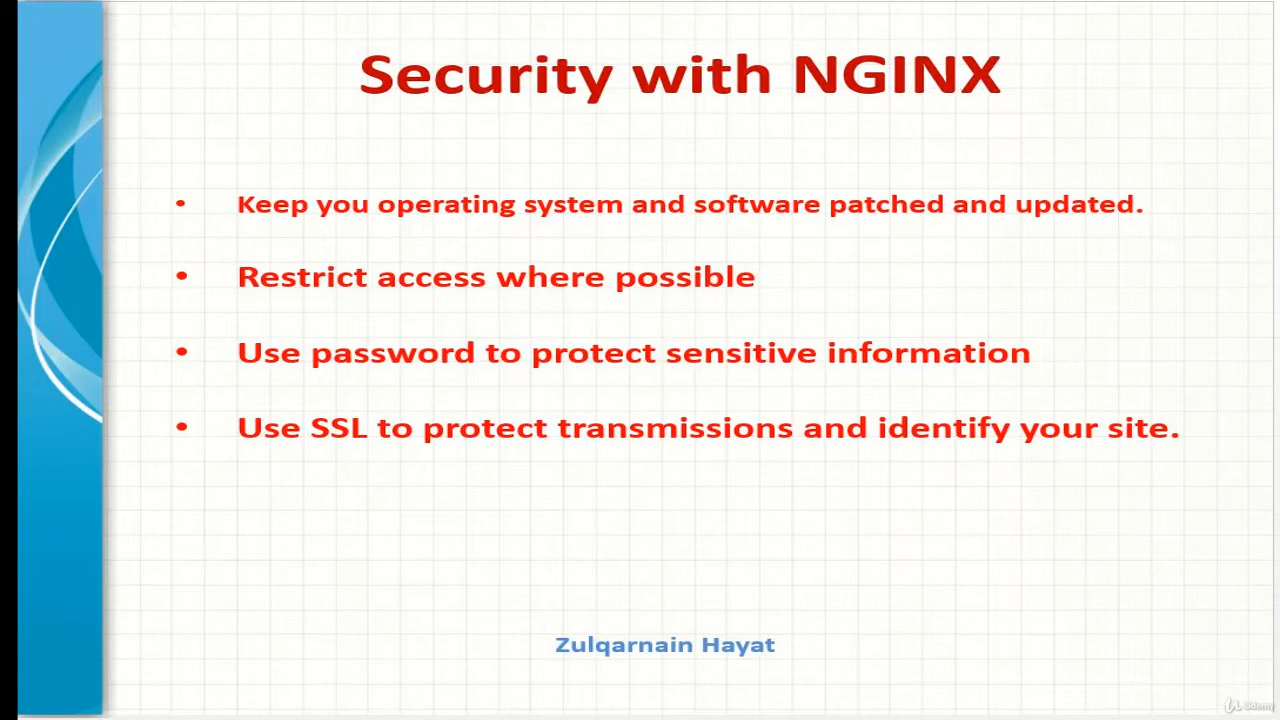 Security with NGINX
• Keep you operating system and software patched and updated.
• Restrict access where possible
• Use password to protect sensitive information
• Use SSL to protect transmissions and identify your site.
Zulqarnain Hayat
Udemy